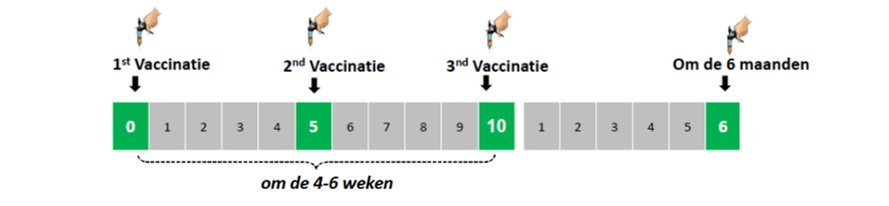 1st Vaccinatie 2nd Vaccinatie 3nd Vaccinatie Om de 6 maanden
0 1 2 3 4 5 6 7 8 9 10 1 2 3 4 5 6
om de 4-6 weken